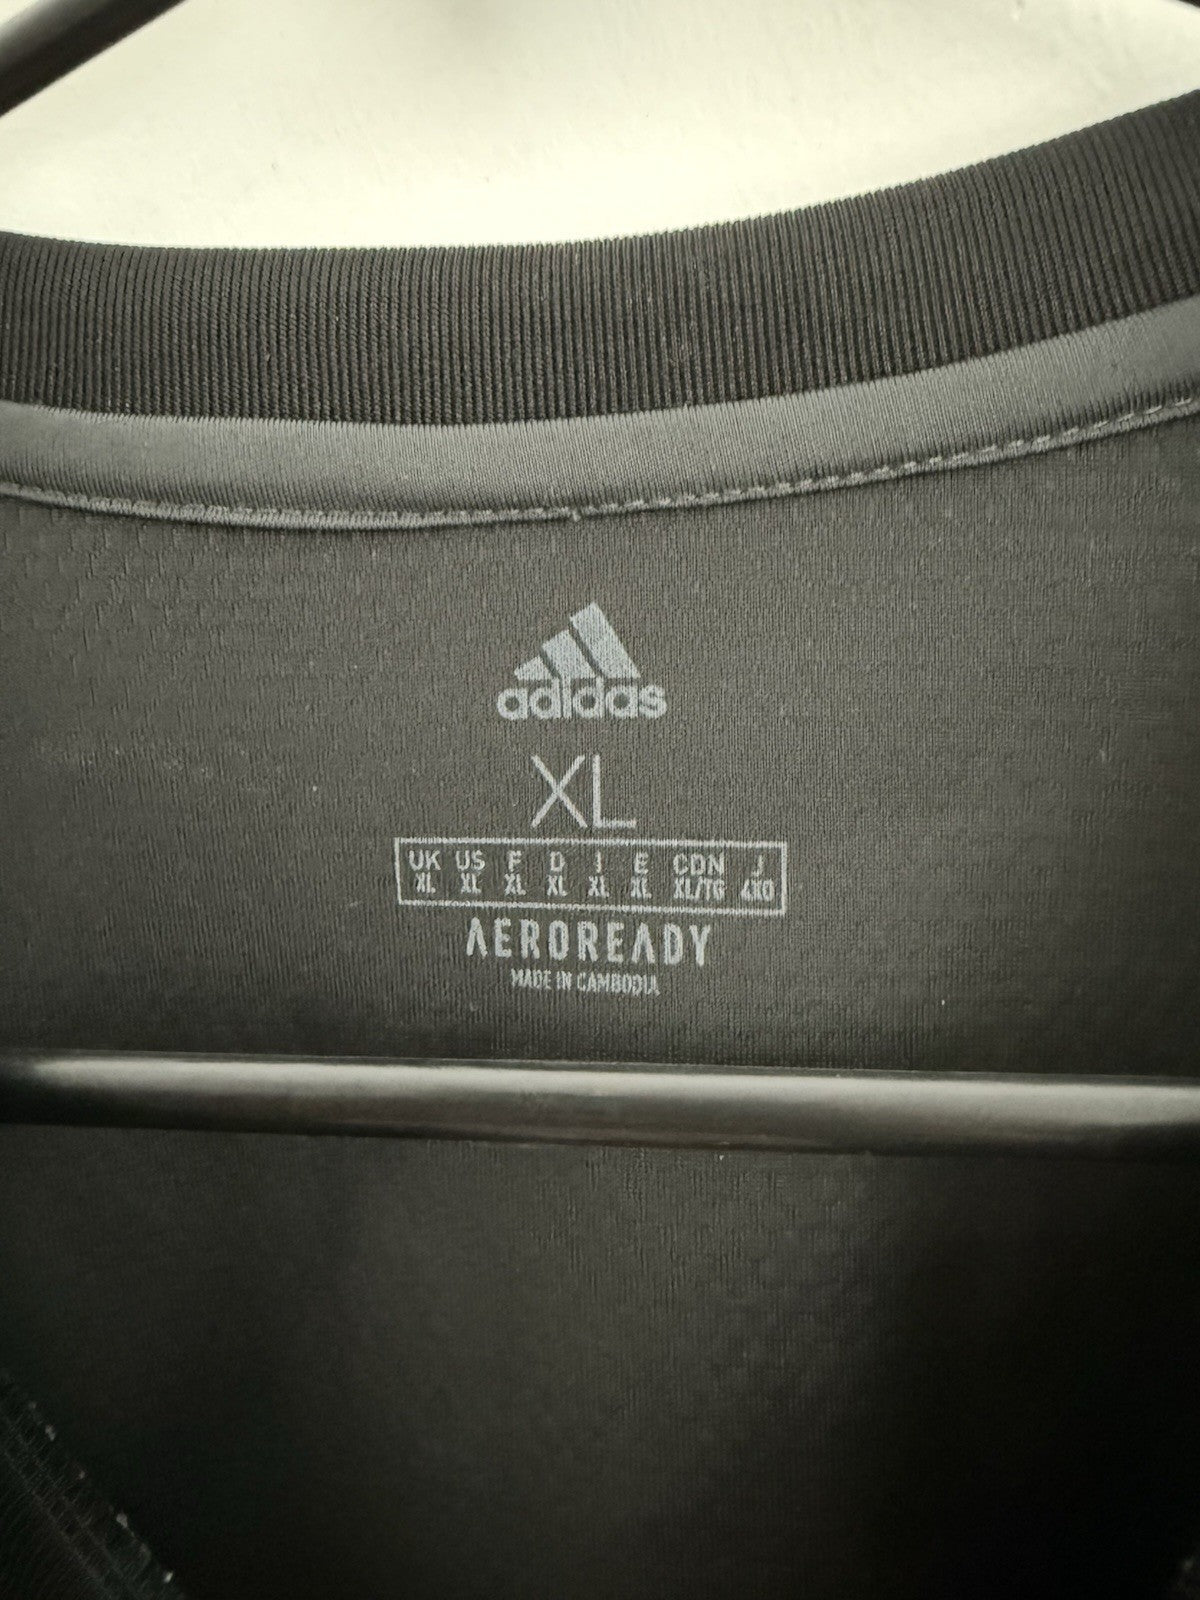 adidas
XL
UK US F D I E CDN J
XL XL XL XL XL XL XL/TG 4XO
AEROREADY
MADE IN CAMBODIA